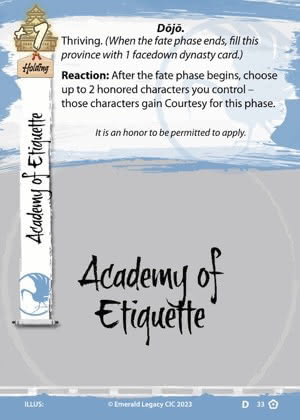 +1
Holding
Dōjō.
Thriving. (When the fate phase ends, fill this
province with 1 facedown dynasty card.)
Reaction: After the fate phase begins, choose
up to 2 honored characters you control –
those characters gain Courtesy for this phase.
It is an honor to be permitted to apply.
Academy of Etiquette
Academy of
Etiquette
ILLUS:
© Emerald Legacy CIC 2023
D 33